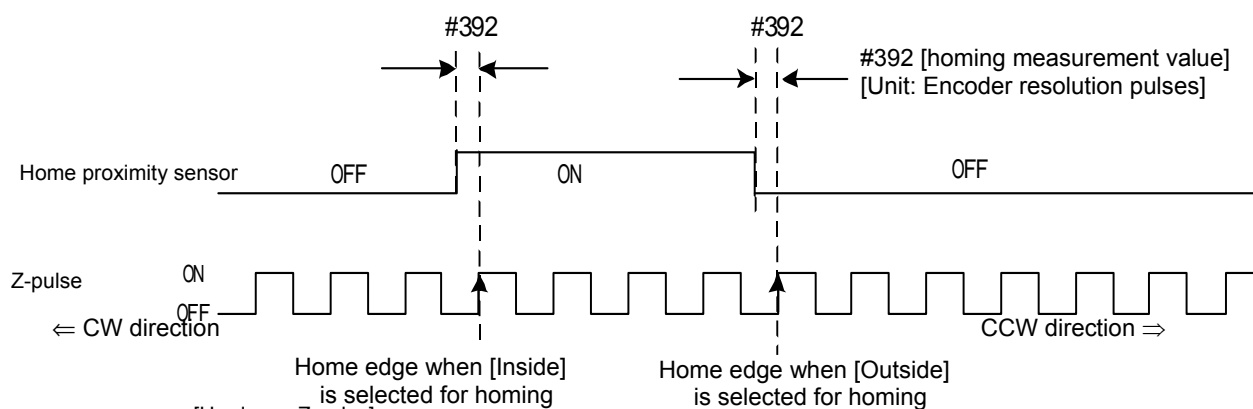 #392 #392
#392 [homing measurement value]
[Unit: Encoder resolution pulses]
Home proximity sensor OFF ON OFF
Z-pulse ON
OFF
⇐ CW direction CCW direction ⇒
Home edge when [Inside]
is selected for homing
Home edge when [Outside]
is selected for homing